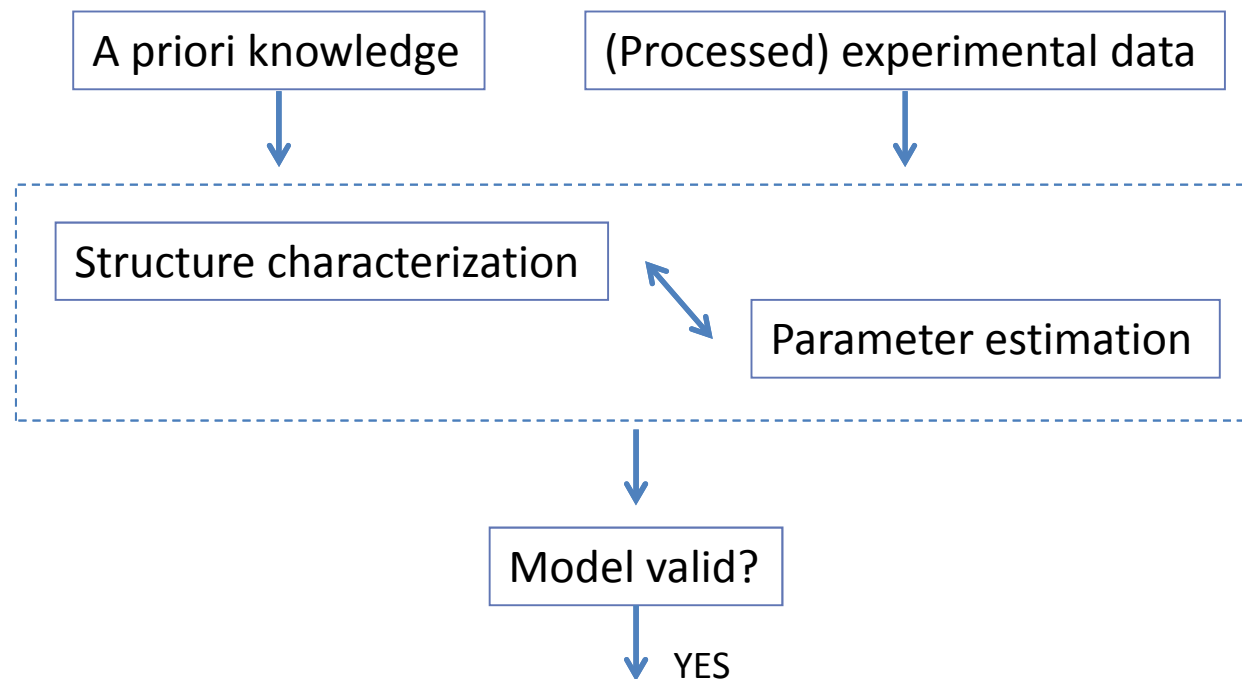 A priori knowledge
(Processed) experimental data
Structure characterization
Parameter estimation
Model valid?
YES